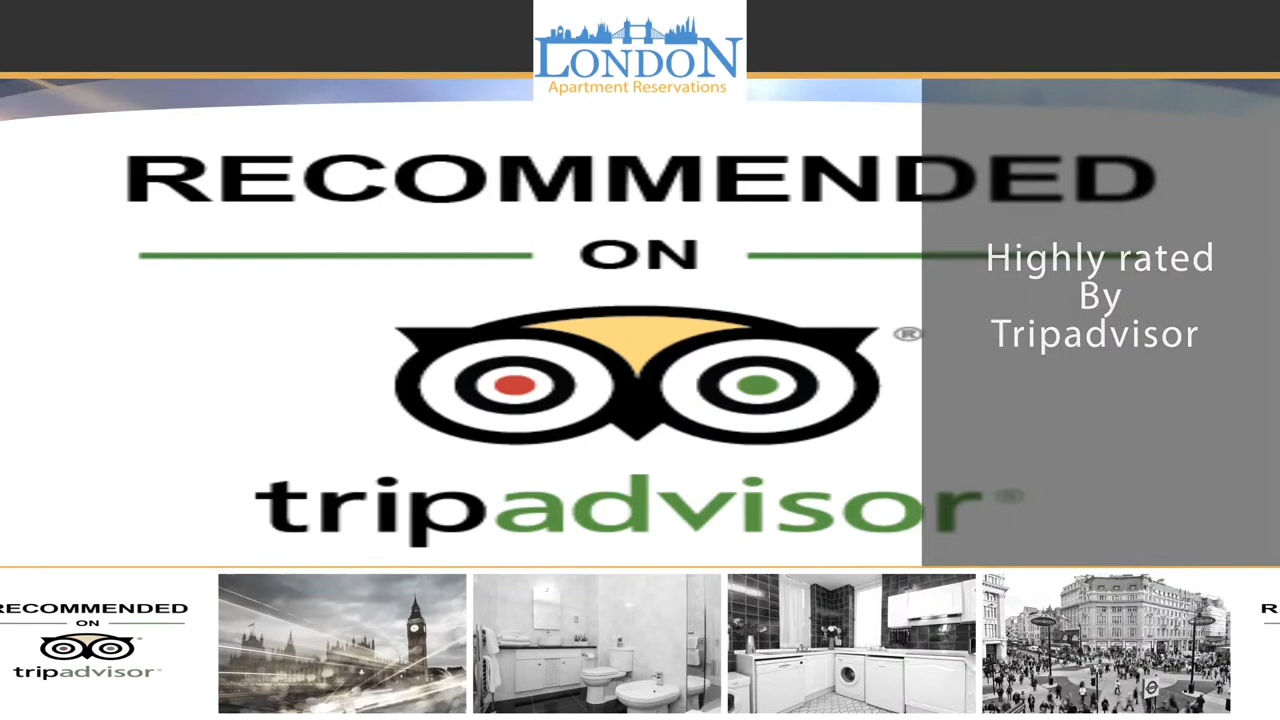 LONDON
Apartment Reservations
RECOMMENDED
ON
®
tripadvisor®
Highly rated
By
Tripadvisor
RECOMMENDED
ON
tripadvisor
R